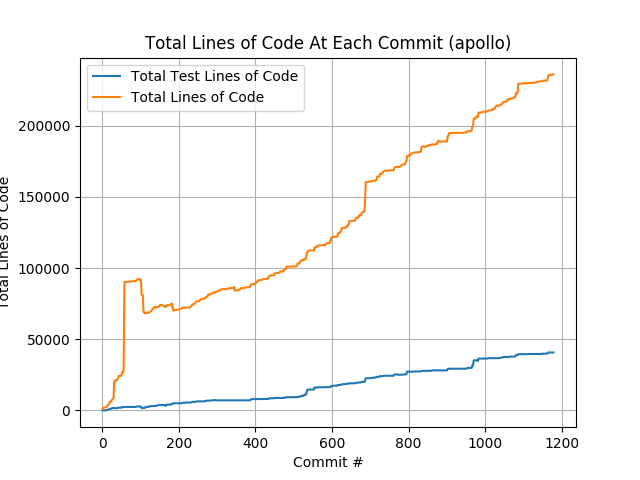 Total Lines of Code At Each Commit (apollo)
Total Test Lines of Code
Total Lines of Code
Total Lines of Code
200000
150000
100000
50000
0
0 200 400 600 800 1000 1200
Commit #